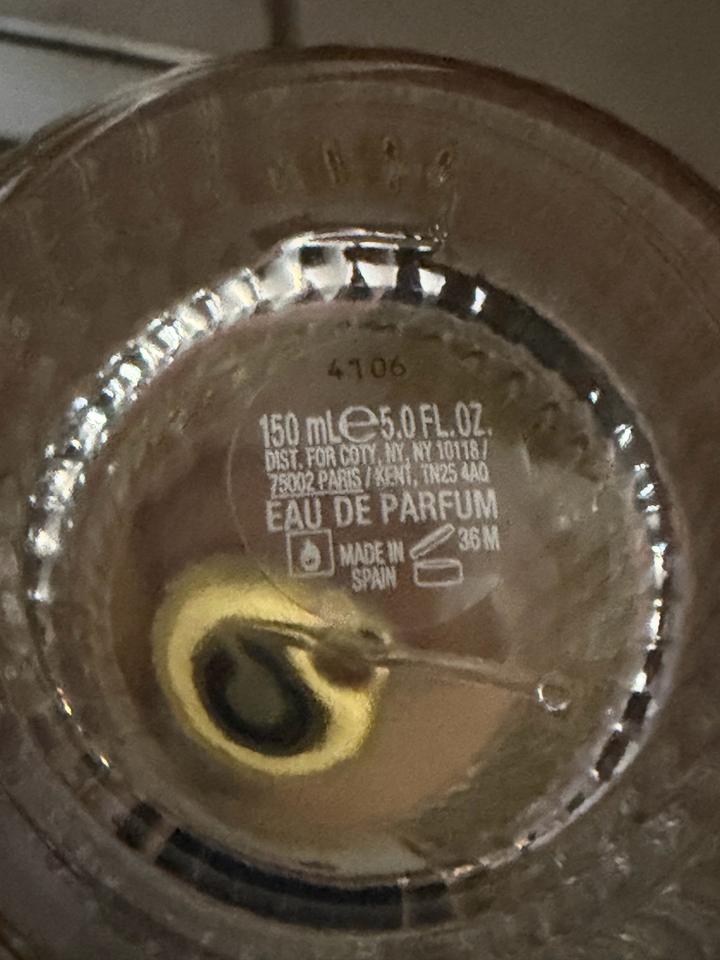 4106
150 mL e 5.0 FL.OZ.
DIST. FOR COTY, NY, NY 10118 /
75002 PARIS / KENT, TN25 4AQ
EAU DE PARFUM
MADE IN
SPAIN
36 M